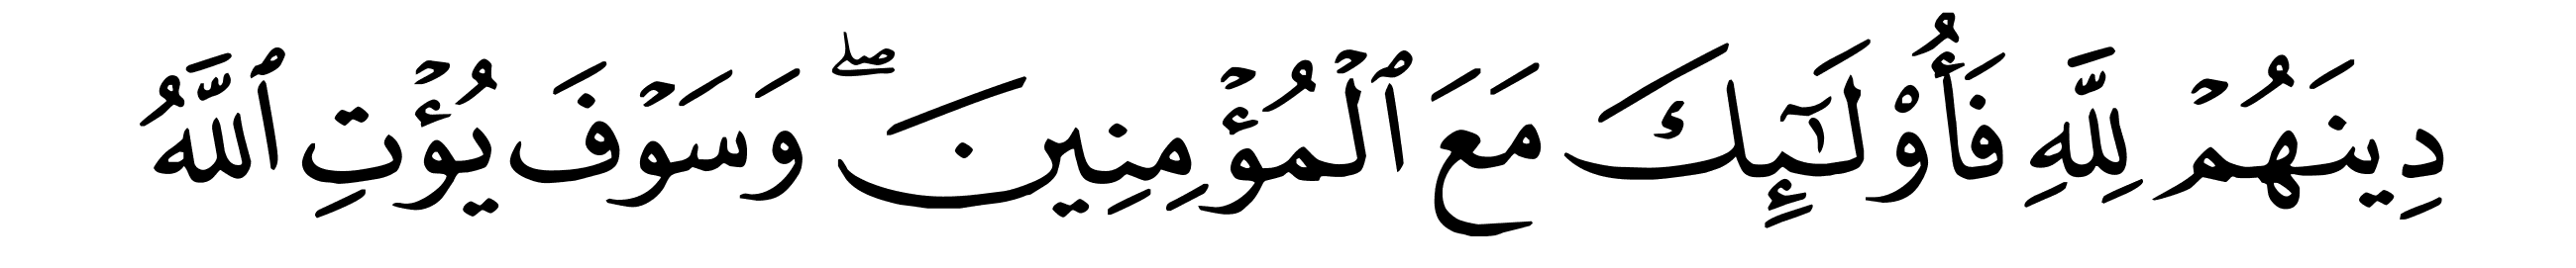 دِينَهُمۡ لِلَّهِ فَأُوْلَـٰٓئِكَ مَعَ ٱلۡمُؤۡمِنِينَۖ وَسَوۡفَ يُؤۡتِ ٱللَّهُ